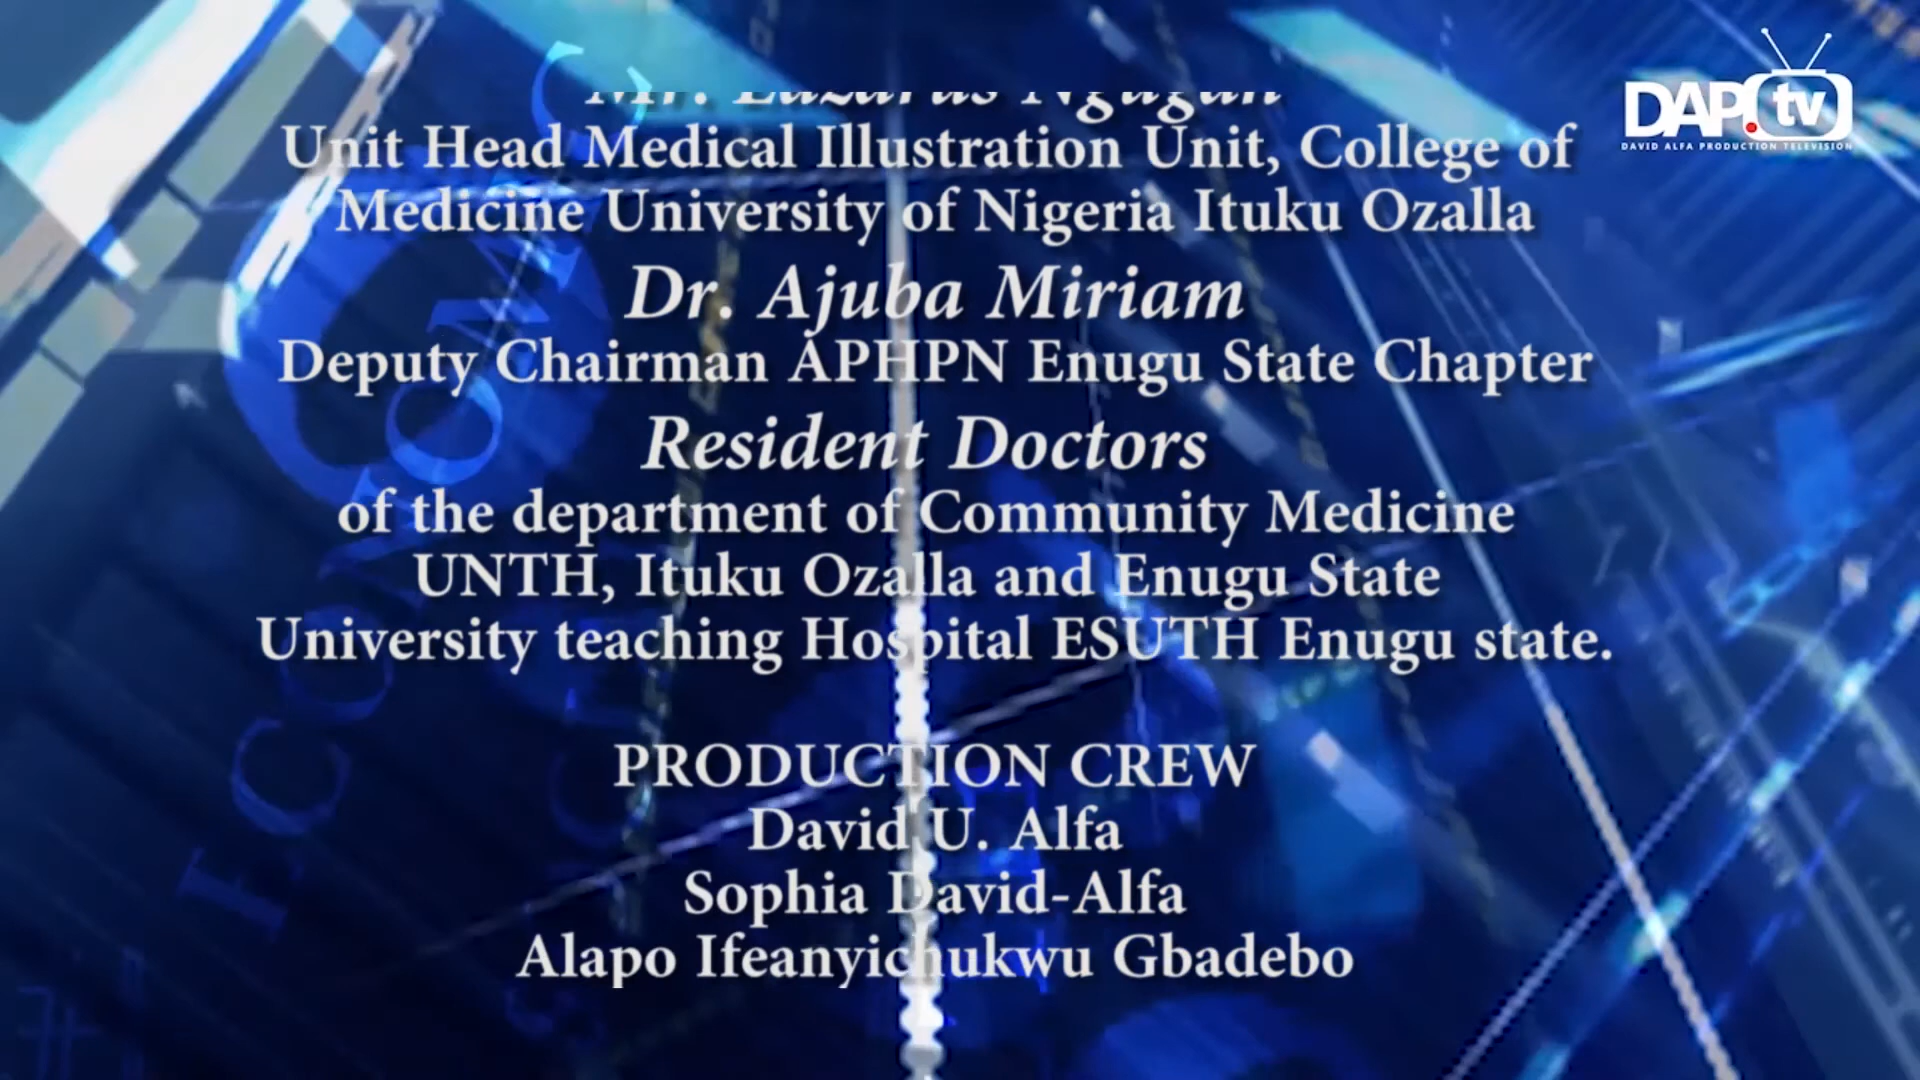 Mr. Lazarus
Unit Head Medical Illustration Unit, College of
Medicine University of Nigeria Ituku Ozalla
Dr. Ajuba Miriam
Deputy Chairman APHPN Enugu State Chapter
Resident Doctors
of the department of Community Medicine
UNTH, Ituku Ozalla and Enugu State
University teaching Hospital ESUTH Enugu state.
PRODUCTION CREW
David U. Alfa
Sophia David-Alfa
Alapo Ifeanyichukwu Gbadebo
DAP.tv
DAVID ALFA PRODUCTION TELEVISION